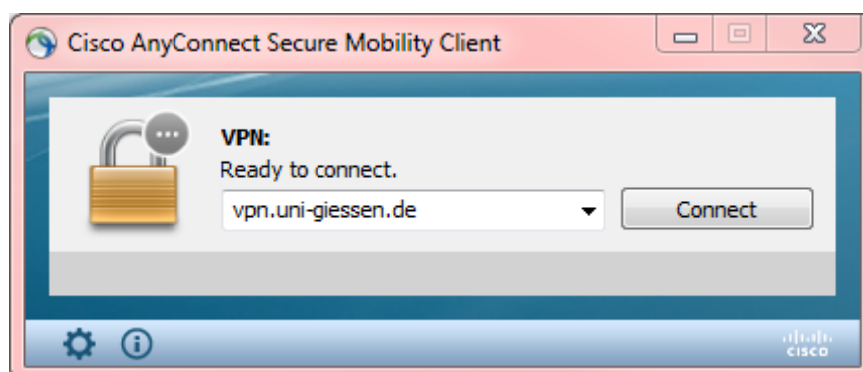 Cisco AnyConnect Secure Mobility Client
VPN:
Ready to connect.
vpn.uni-giessen.de
Connect
CISCO